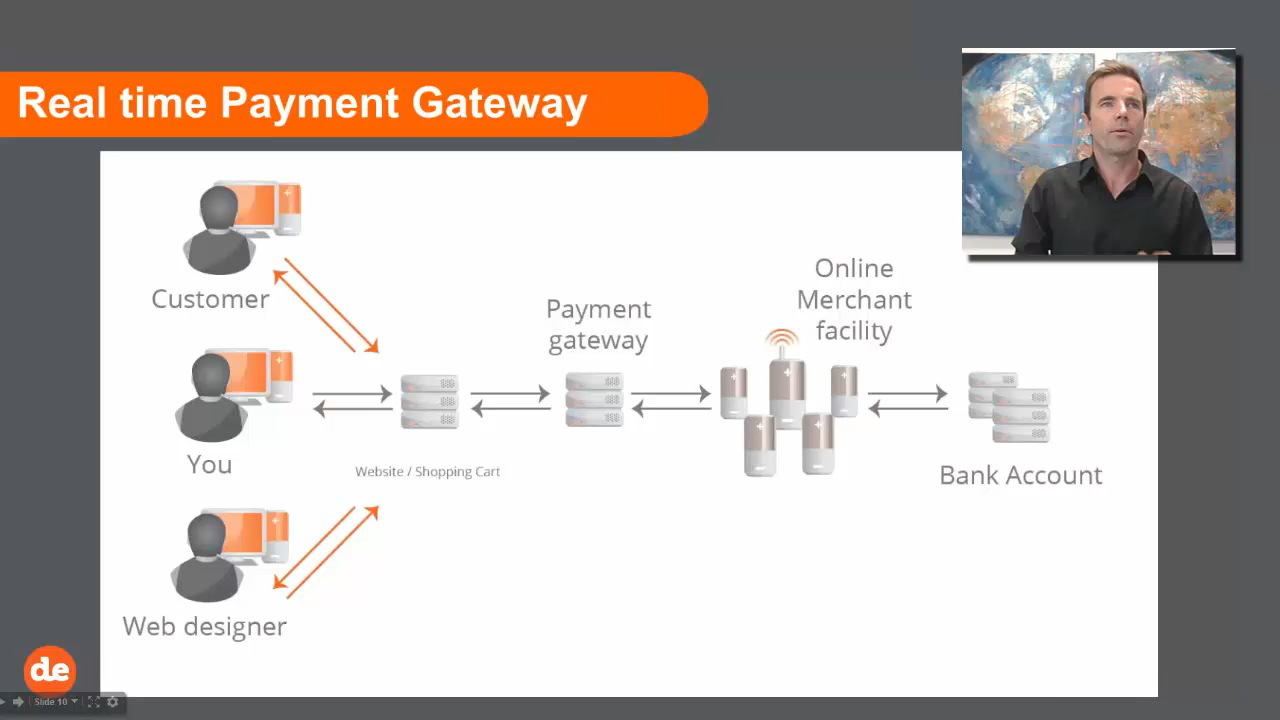 Real time Payment Gateway
Customer
You
Web designer
Website / Shopping Cart
Payment
gateway
Online
Merchant
facility
Bank Account
de
Slide 10